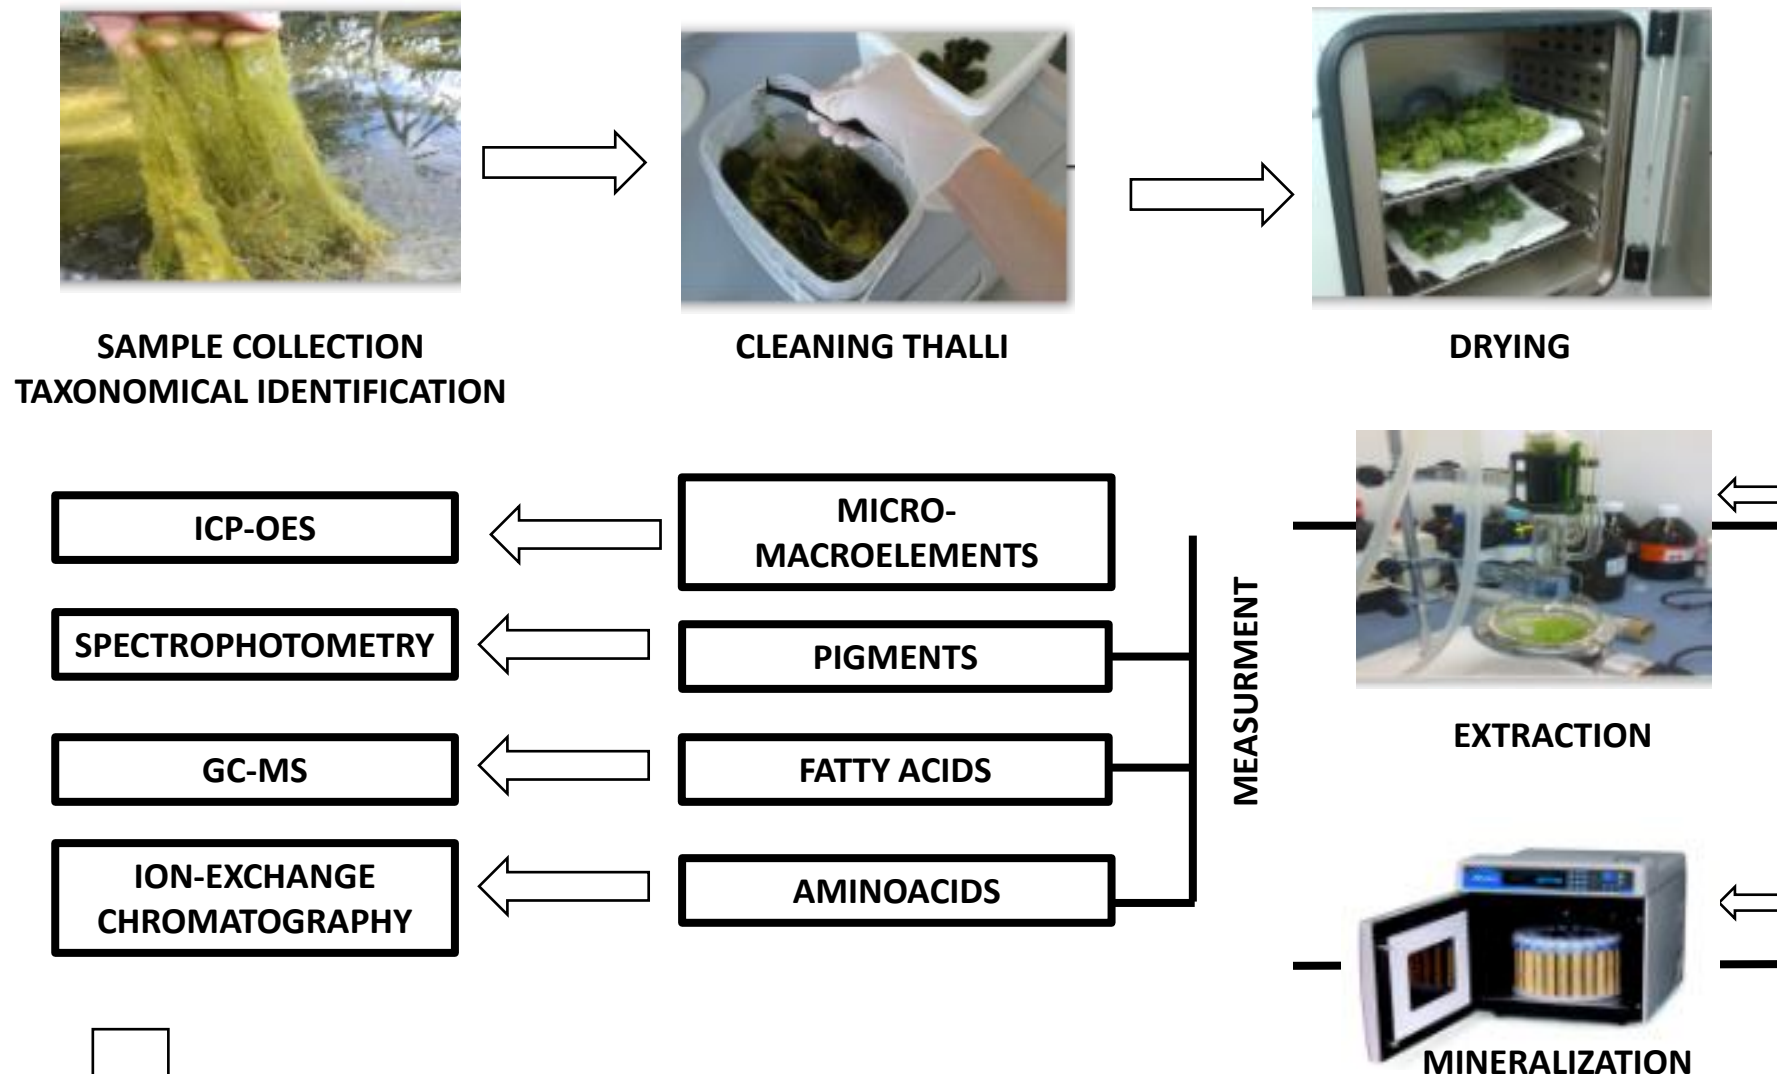 SAMPLE COLLECTION
TAXONOMICAL IDENTIFICATION
CLEANING THALLI
DRYING
ICP-OES
MICRO-
MACROELEMENTS
SPECTROPHOTOMETRY
PIGMENTS
GC-MS
FATTY ACIDS
ION-EXCHANGE
CHROMATOGRAPHY
AMINOACIDS
MEASURMENT
EXTRACTION
MINERALIZATION